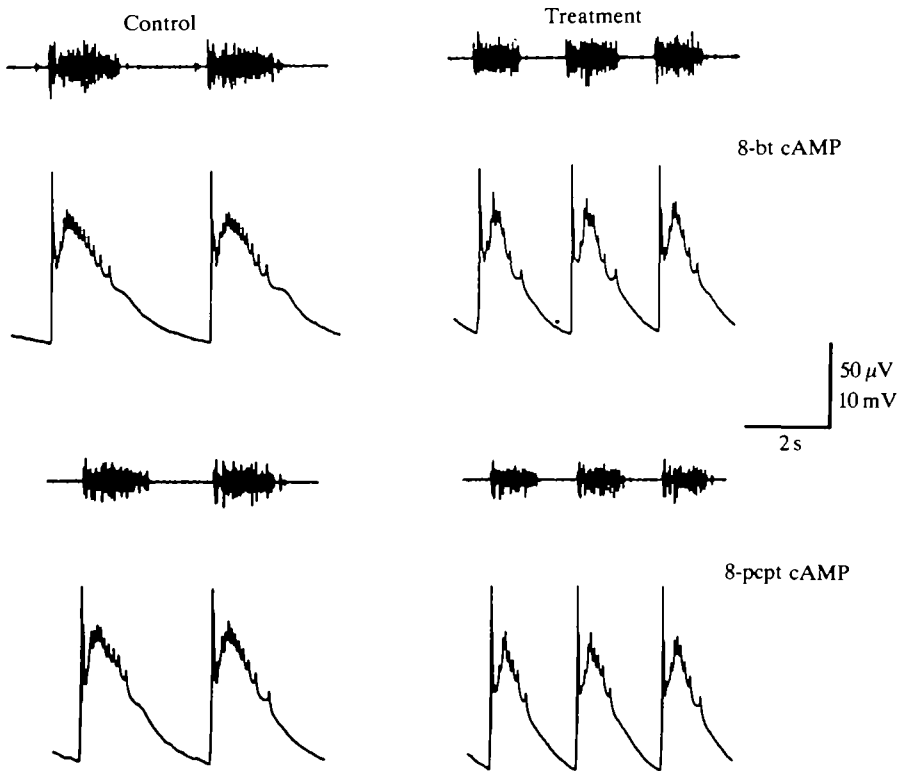 Control
Treatment
8-bt cAMP
50 μV
10 mV
2 s
8-pcpt cAMP